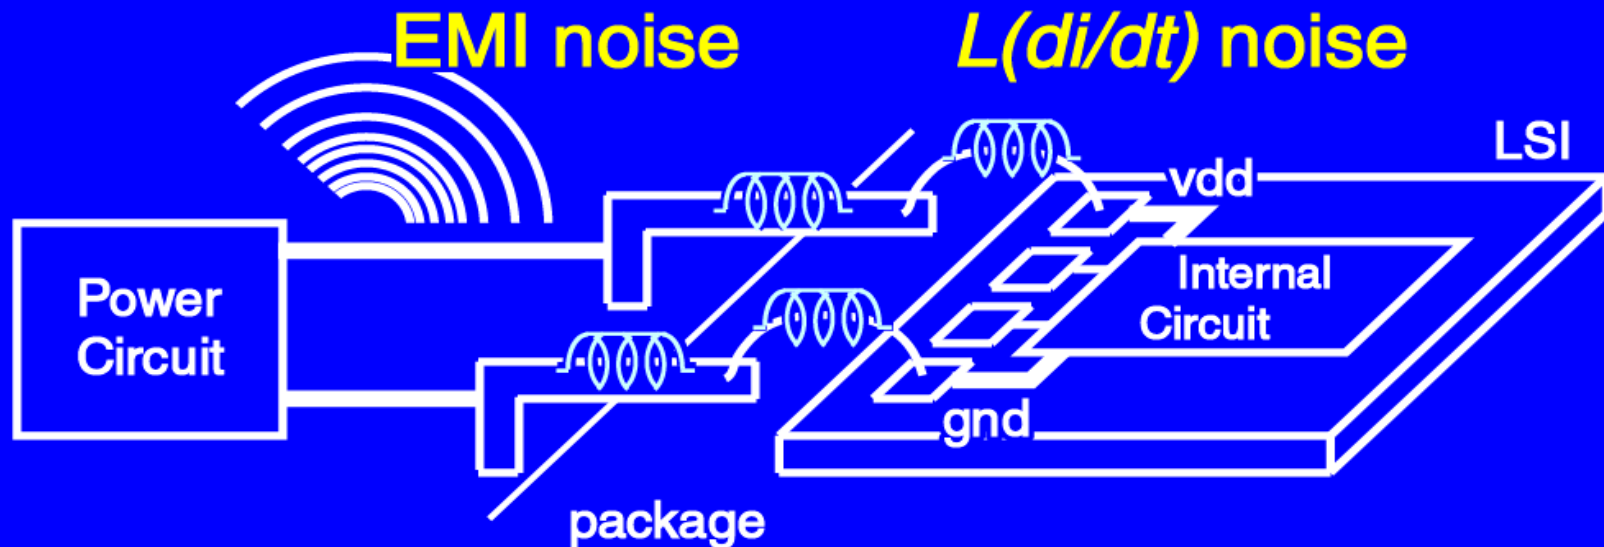 EMI noise
L(di/dt) noise
LSI
vdd
Power
Circuit
Internal
Circuit
gnd
package